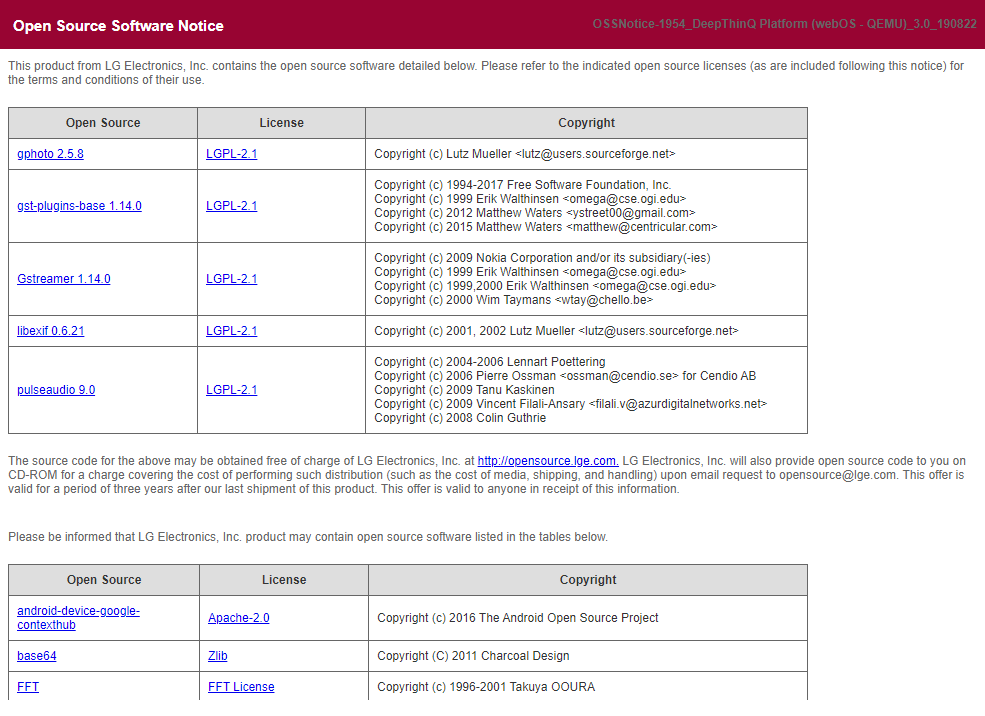 Open Source Software Notice
OSSNotice-1954_DeepThinQ Platform (webOS - QEMU)_3.0_190822
This product from LG Electronics, Inc. contains the open source software detailed below. Please refer to the indicated open source licenses (as are included following this notice) for
the terms and conditions of their use.
Open Source License Copyright
gphoto 2.5.8 LGPL-2.1 Copyright (c) Lutz Mueller <lutz@users.sourceforge.net>
gst-plugins-base 1.14.0 LGPL-2.1 Copyright (c) 1994-2017 Free Software Foundation, Inc.
Copyright (c) 1999 Erik Walthinsen <omega@cse.ogi.edu>
Copyright (c) 2012 Matthew Waters <ystreet00@gmail.com>
Copyright (c) 2015 Matthew Waters <matthew@centricular.com>
Gstreamer 1.14.0 LGPL-2.1 Copyright (c) 2009 Nokia Corporation and/or its subsidiary(-ies)
Copyright (c) 1999 Erik Walthinsen <omega@cse.ogi.edu>
Copyright (c) 1999,2000 Erik Walthinsen <omega@cse.ogi.edu>
Copyright (c) 2000 Wim Taymans <wtay@chello.be>
libexif 0.6.21 LGPL-2.1 Copyright (c) 2001, 2002 Lutz Mueller <lutz@users.sourceforge.net>
pulseaudio 9.0 LGPL-2.1 Copyright (c) 2004-2006 Lennart Poettering
Copyright (c) 2006 Pierre Ossman <ossman@cendio.se> for Cendio AB
Copyright (c) 2009 Tanu Kaskinen
Copyright (c) 2009 Vincent Filali-Ansary <filali.v@azurdigitalnetworks.net>
Copyright (c) 2008 Colin Guthrie
The source code for the above may be obtained free of charge of LG Electronics, Inc. at http://opensource.lge.com. LG Electronics, Inc. will also provide open source code to you on
CD-ROM for a charge covering the cost of performing such distribution (such as the cost of media, shipping, and handling) upon email request to opensource@lge.com. This offer is
valid for a period of three years after our last shipment of this product. This offer is valid to anyone in receipt of this information.
Please be informed that LG Electronics, Inc. product may contain open source software listed in the tables below.
Open Source License Copyright
android-device-google-
contexthub Apache-2.0 Copyright (c) 2016 The Android Open Source Project
base64 Zlib Copyright (C) 2011 Charcoal Design
FFT FFT License Copyright (c) 1996-2001 Takuya OOURA